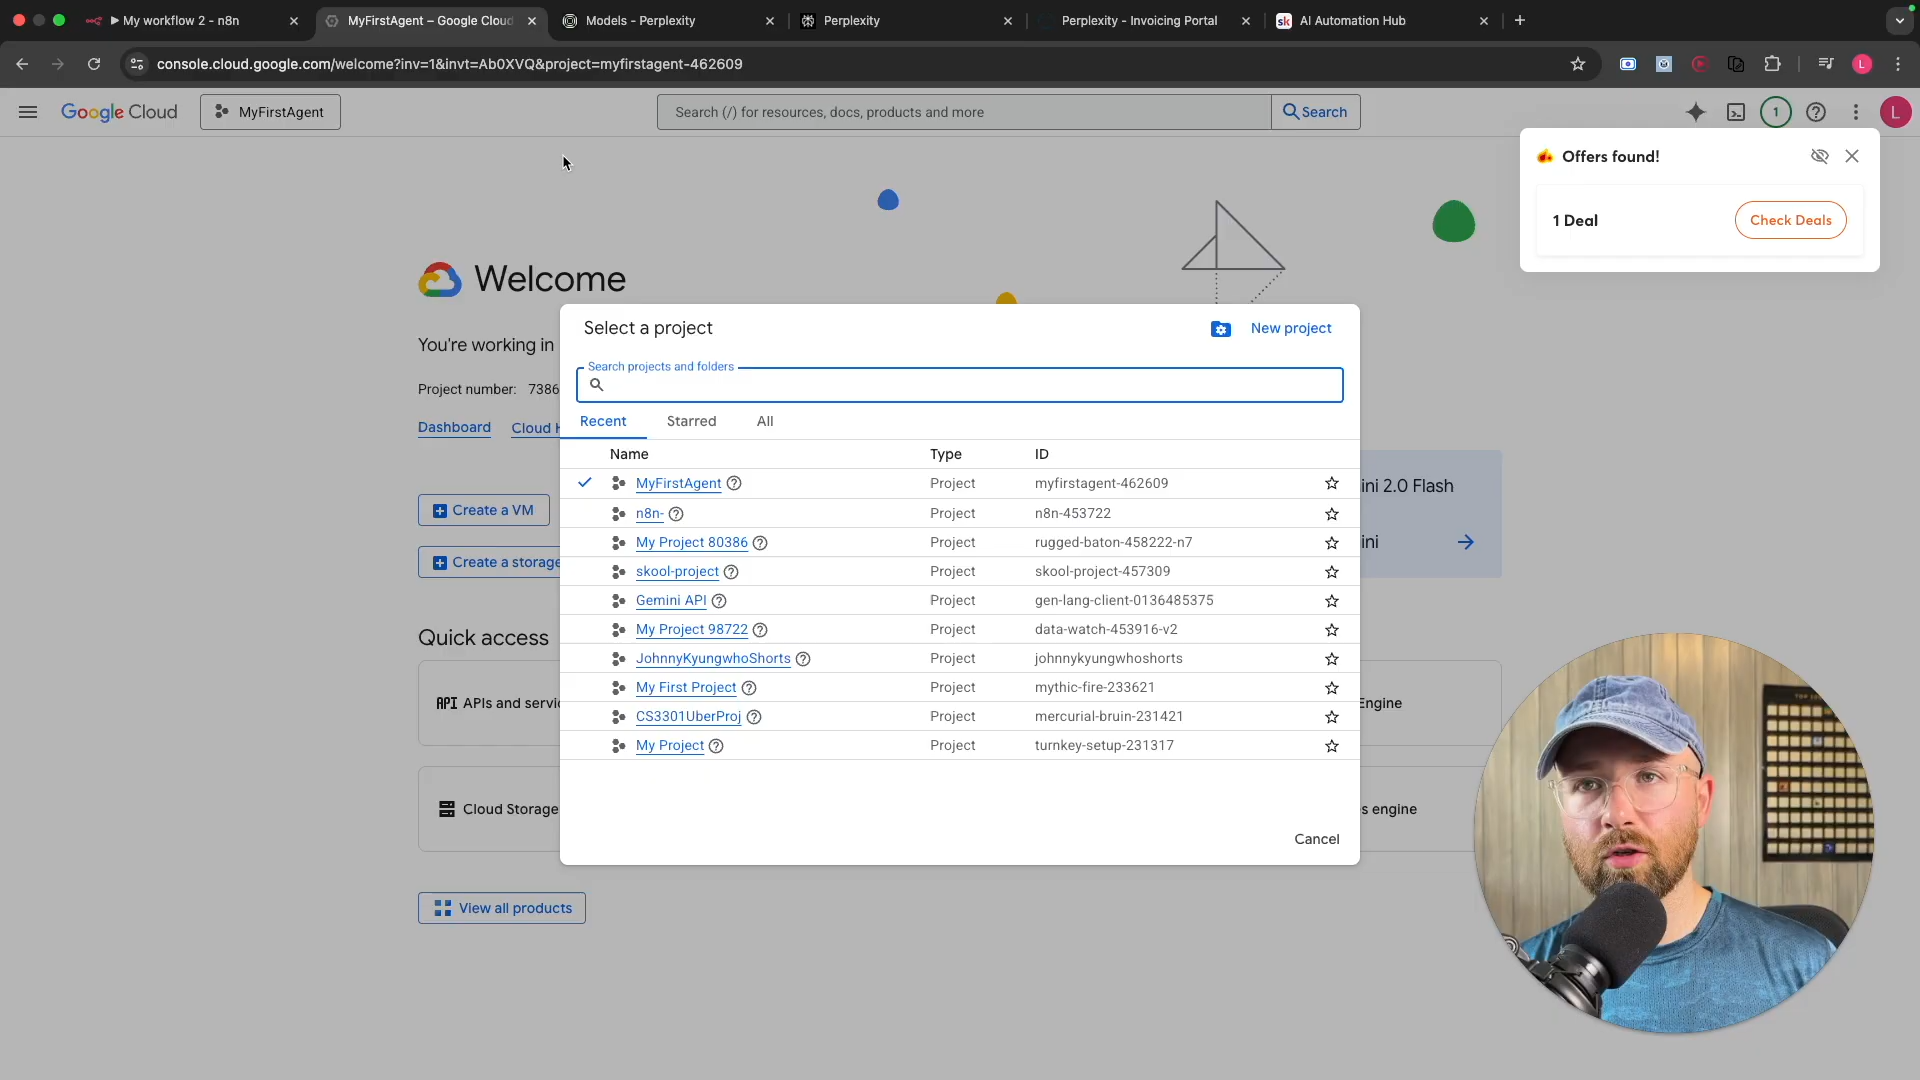 My workflow 2 - n8n
MyFirstAgent – Google Cloud
Models - Perplexity
Perplexity
Perplexity - Invoicing Portal
sk AI Automation Hub
console.cloud.google.com/welcome?inv=1&invt=Ab0XVQ&project=myfirstagent-462609
L
Google Cloud
MyFirstAgent
Search (/) for resources, docs, products and more
Search
1
L
Offers found!
1 Deal
Check Deals
Welcome
You're working in
Project number: 7386
Dashboard
Cloud H
Create a VM
Create a storage
ini 2.0 Flash
ini
Quick access
API APIs and servic
Engine
Cloud Storage
s engine
View all products
Select a project
New project
Search projects and folders
Recent
Starred
All
Name
Type
ID
MyFirstAgent
Project
myfirstagent-462609
n8n-
Project
n8n-453722
My Project 80386
Project
rugged-baton-458222-n7
skool-project
Project
skool-project-457309
Gemini API
Project
gen-lang-client-0136485375
My Project 98722
Project
data-watch-453916-v2
JohnnyKyungwhoShorts
Project
johnnykyungwhoshorts
My First Project
Project
mythic-fire-233621
CS3301UberProj
Project
mercurial-bruin-231421
My Project
Project
turnkey-setup-231317
Cancel